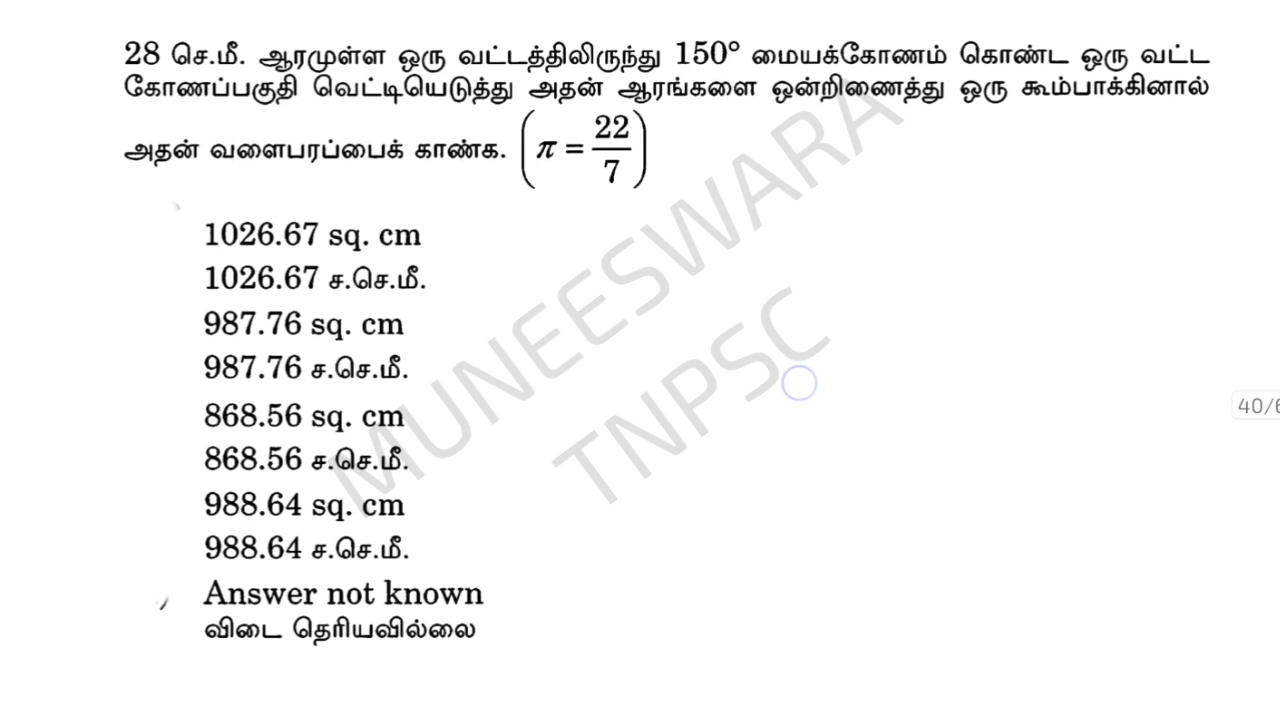 28 செ.மீ. ஆரமுள்ள ஒரு வட்டத்திலிருந்து 150° மையக்கோணம் கொண்ட ஒரு வட்ட
கோணப்பகுதி வெட்டியெடுத்து அதன் ஆரங்களை ஒன்றிணைத்து ஒரு கூம்பாக்கினால்
அதன் வளைபரப்பைக் காண்க. (π = 22/7)
1026.67 sq. cm
1026.67 ச.செ.மீ.
987.76 sq. cm
987.76 ச.செ.மீ.
868.56 sq. cm
868.56 ச.செ.மீ.
988.64 sq. cm
988.64 ச.செ.மீ.
Answer not known
விடை தெரியவில்லை
MUNEESWARA
TNPSC
40/6